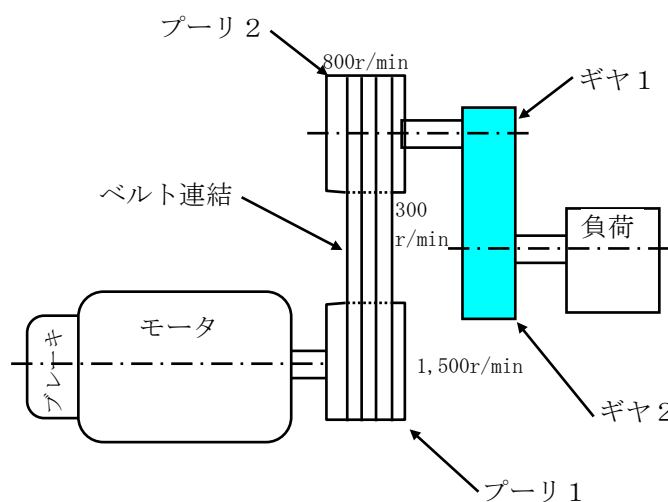 プーリ２
800r/min
ギヤ１
ベルト連結
300
r/min
負荷
モータ
ブレーキ
1,500r/min
ギヤ２
プーリ１